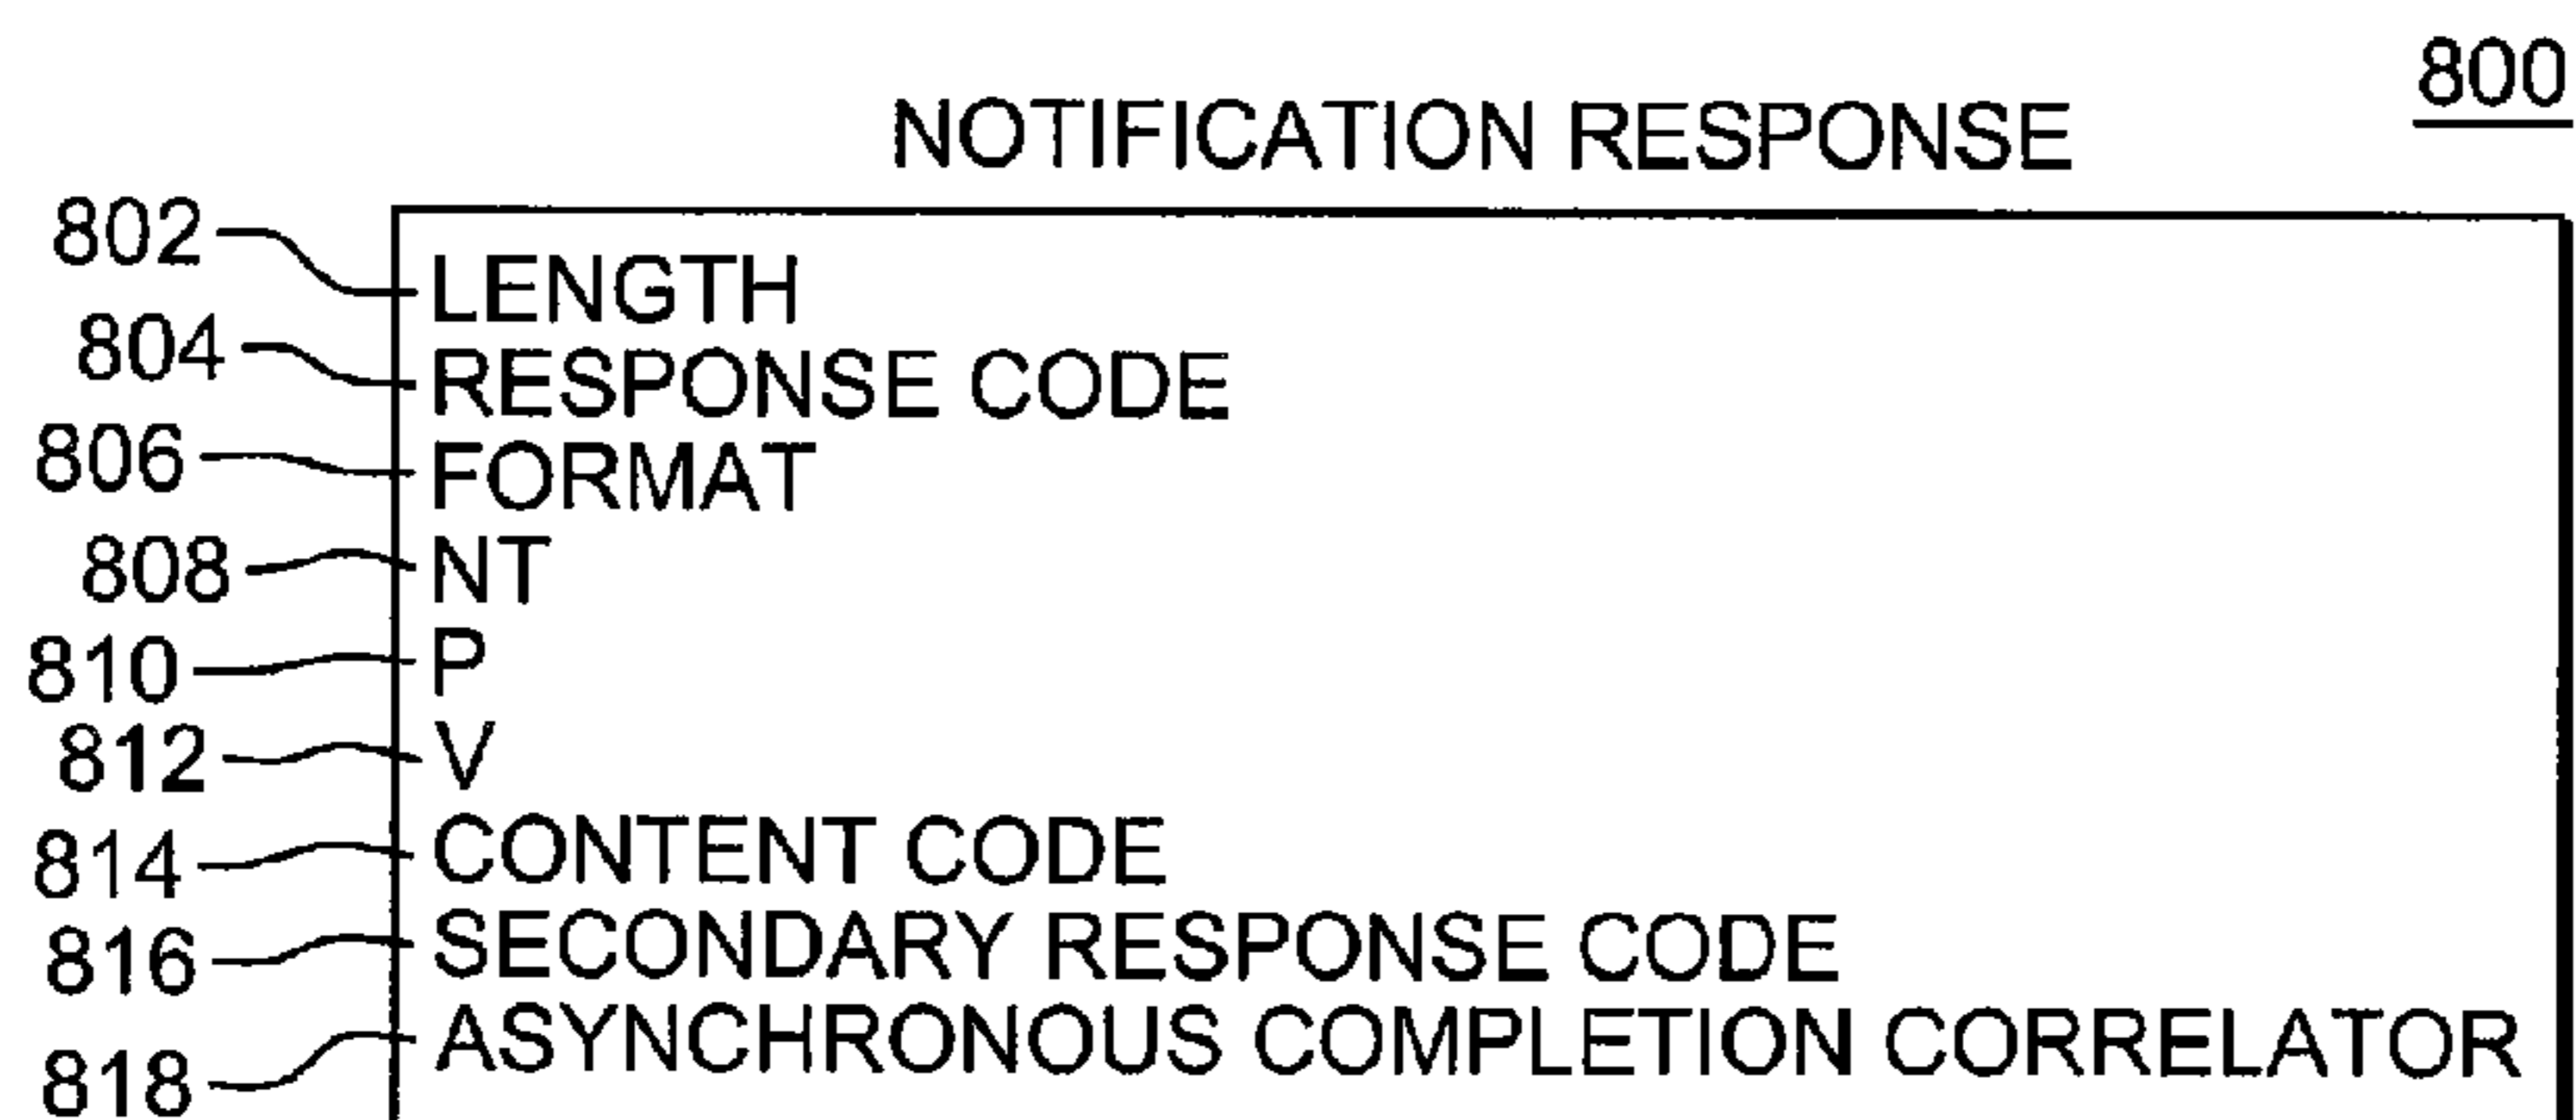 800
NOTIFICATION RESPONSE
802 LENGTH
804 RESPONSE CODE
806 FORMAT
808 NT
810 P
812 V
814 CONTENT CODE
816 SECONDARY RESPONSE CODE
818 ASYNCHRONOUS COMPLETION CORRELATOR